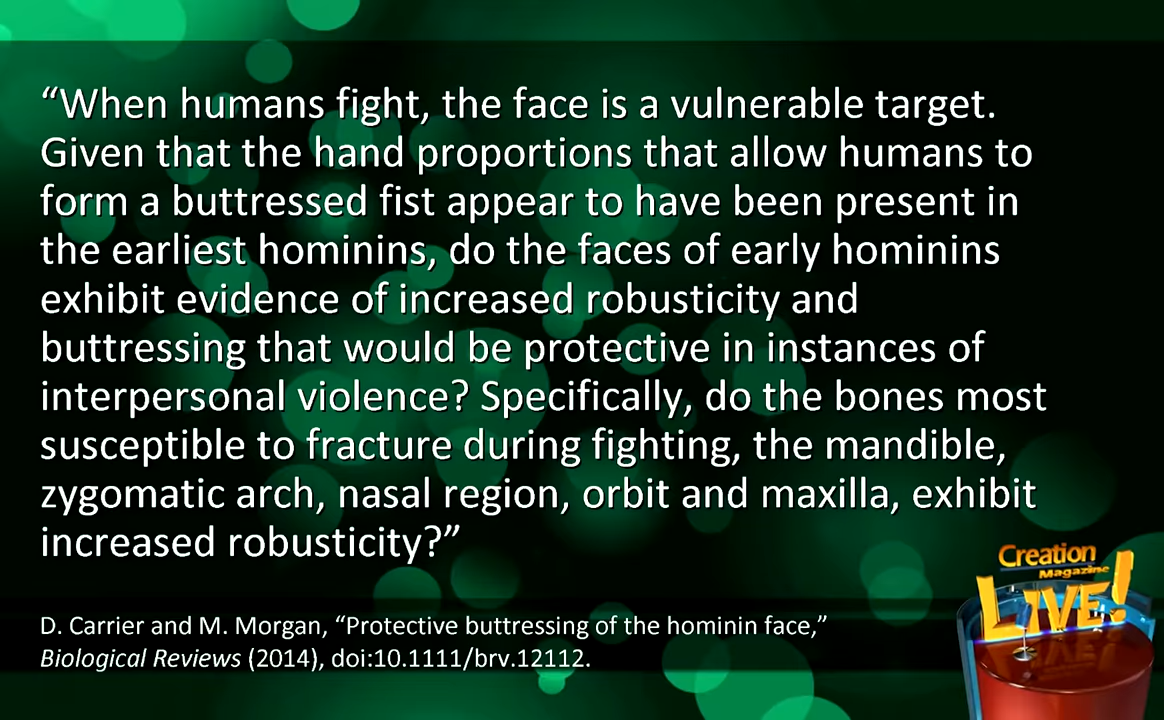 “When humans fight, the face is a vulnerable target.
Given that the hand proportions that allow humans to
form a buttressed fist appear to have been present in
the earliest hominins, do the faces of early hominins
exhibit evidence of increased robusticity and
buttressing that would be protective in instances of
interpersonal violence? Specifically, do the bones most
susceptible to fracture during fighting, the mandible,
zygomatic arch, nasal region, orbit and maxilla, exhibit
increased robusticity?”
D. Carrier and M. Morgan, “Protective buttressing of the hominin face,”
Biological Reviews (2014), doi:10.1111/brv.12112.
Creation
Magazine
LIVE!